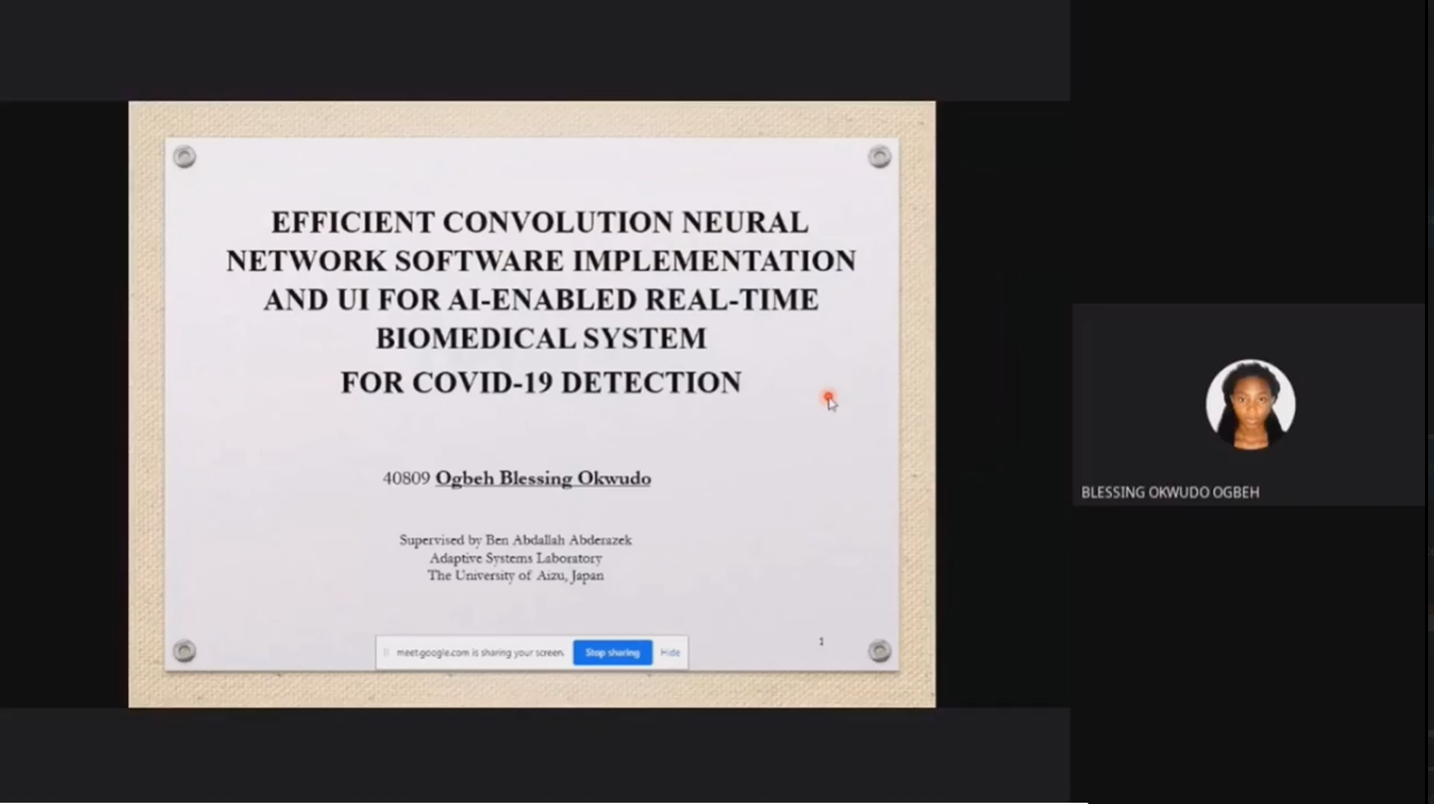 EFFICIENT CONVOLUTION NEURAL
NETWORK SOFTWARE IMPLEMENTATION
AND UI FOR AI-ENABLED REAL-TIME
BIOMEDICAL SYSTEM
FOR COVID-19 DETECTION
40809 Ogbeh Blessing Okwudo
Supervised by Ben Abdallah Abderazek
Adaptive Systems Laboratory
The University of Aizu, Japan
1
meet.google.com is sharing your screen. Stop sharing Hide
BLESSING OKWUDO OGBEH